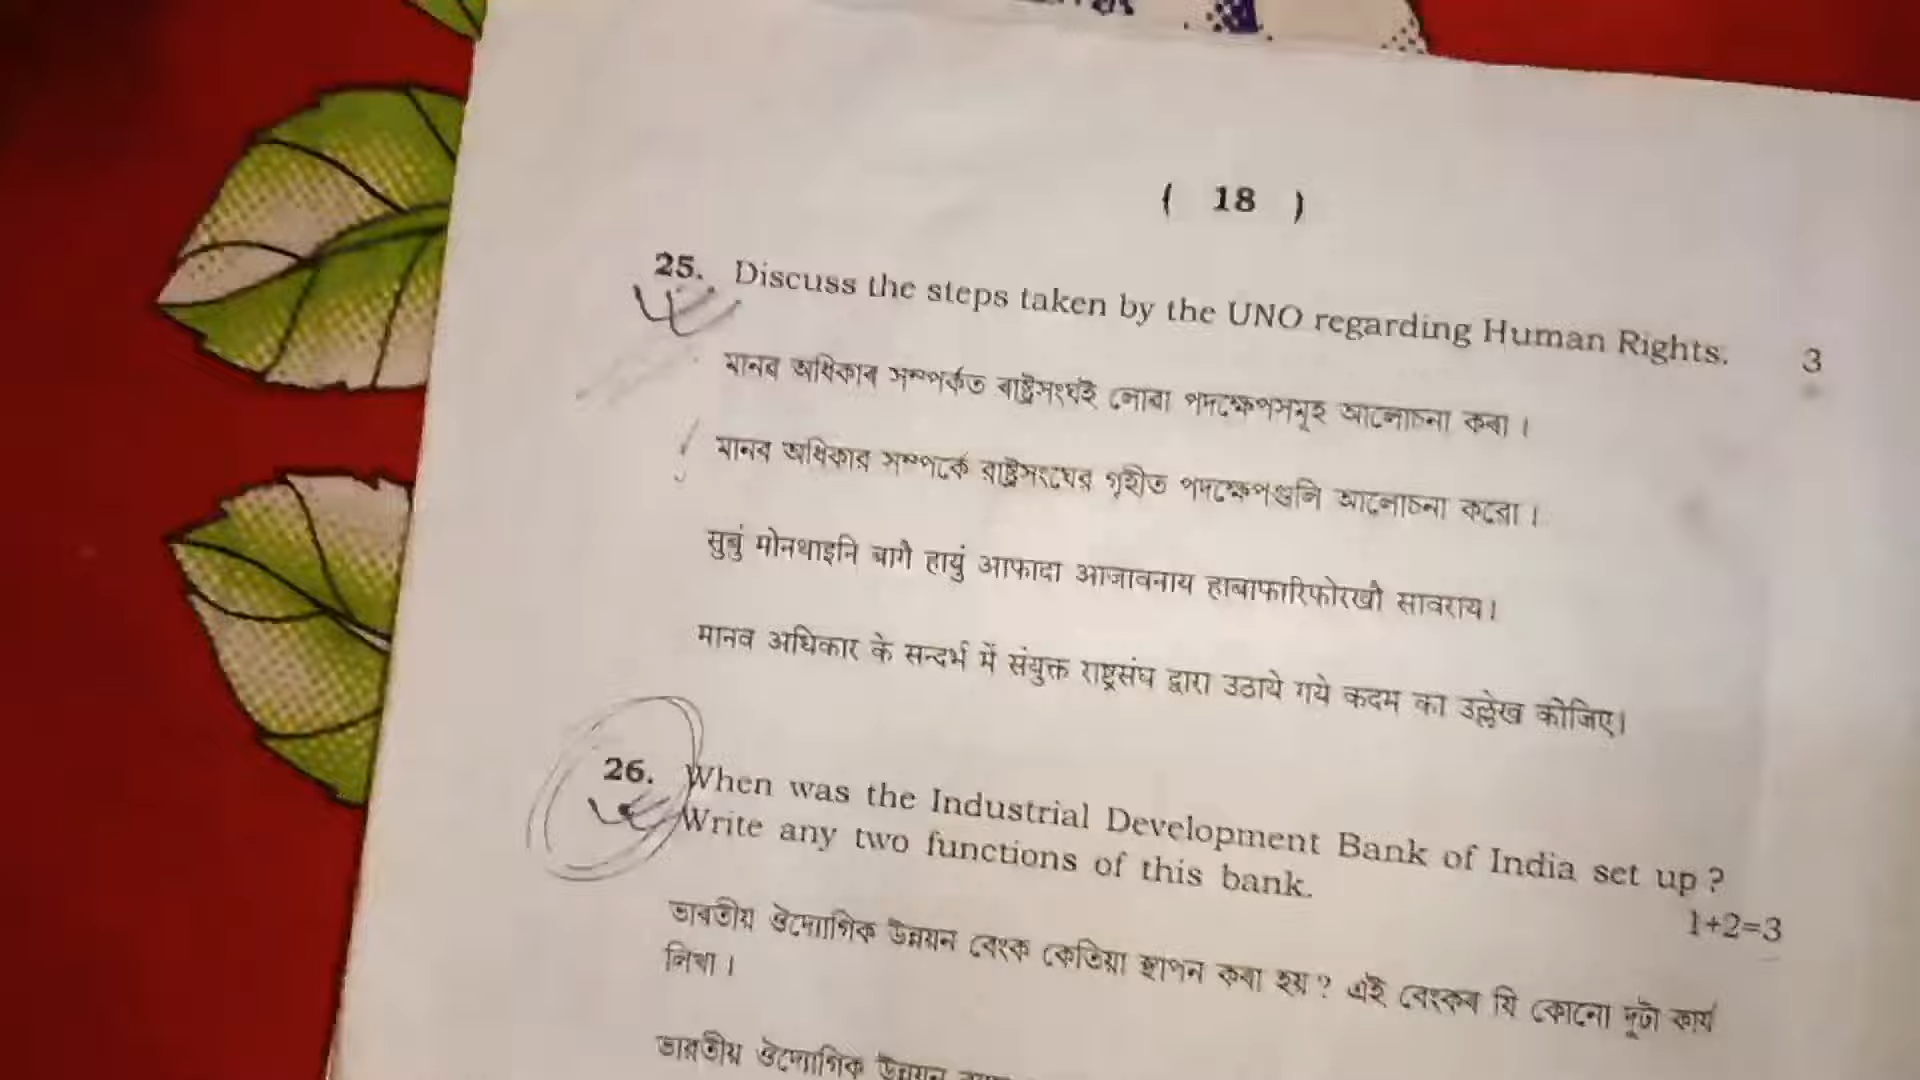 ( 18 )
25. Discuss the steps taken by the UNO regarding Human Rights. 3
মানৱ অধিকাৰ সম্পৰ্কত ৰাষ্ট্ৰসংঘই লোৱা পদক্ষেপসমূহ আলোচনা কৰা ।
মানব অধিকার সম্পর্কে রাষ্ট্রসংঘের গৃহীত পদক্ষেপগুলি আলোচনা করো ।
सुबुं मोनथाइनि बागै हायुं आफादा आजावनाय हाबाफारिफोरखौ सावराय।
मानव अधिकार के सन्दर्भ में संयुक्त राष्ट्रसंघ द्वारा उठाये गये कदम का उल्लेख कीजिए।
26. When was the Industrial Development Bank of India set up ?
Write any two functions of this bank.
1+2=3
ভাৰতীয় ঔদ্যোগিক উন্নয়ন বেংক কেতিয়া স্থাপন কৰা হয় ? এই বেংকৰ যি কোনো দুটা কাৰ্য
লিখা ।
ভারতীয় ঔদ্যোগিক উন্নয়ন